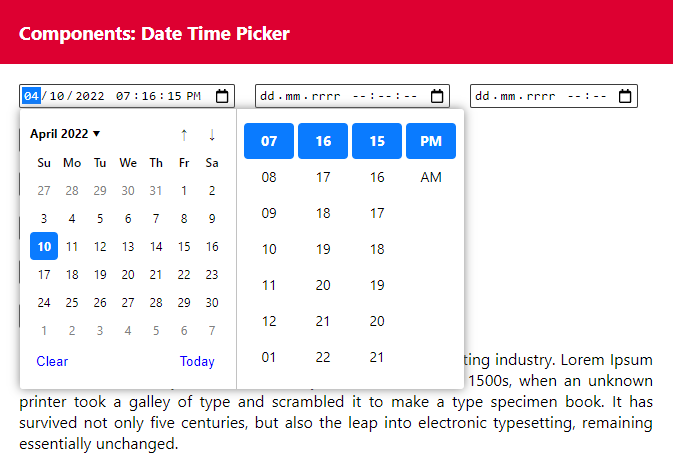 Components: Date Time Picker
04/10/2022 07:16:15 PM
dd.mm.rrrr --:--:--
dd.mm.rrrr --:--
April 2022 ▾ ↑ ↓
Su Mo Tu We Th Fr Sa
27 28 29 30 31 1 2
3 4 5 6 7 8 9
10 11 12 13 14 15 16
17 18 19 20 21 22 23
24 25 26 27 28 29 30
1 2 3 4 5 6 7
Clear Today
07 16 15 PM
08 17 16 AM
09 18 17
10 19 18
11 20 19
12 21 20
01 22 21
ting industry. Lorem Ipsum
1500s, when an unknown
printer took a galley of type and scrambled it to make a type specimen book. It has
survived not only five centuries, but also the leap into electronic typesetting, remaining
essentially unchanged.